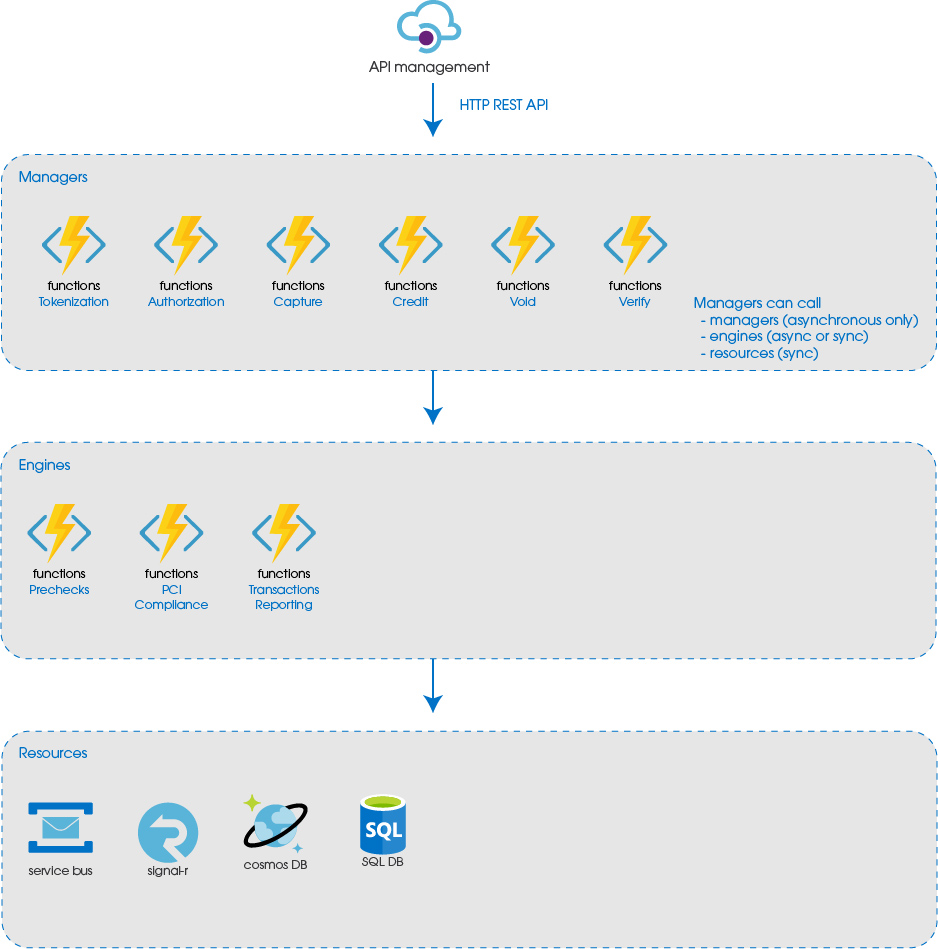 API management
HTTP REST API
Managers
functions functions functions functions functions functions
Tokenization Authorization Capture Credit Void Verify
Managers can call
- managers (asynchronous only)
- engines (async or sync)
- resources (sync)
Engines
functions functions functions
Prechecks PCI Transactions
Compliance Reporting
Resources
SQL
service bus signal-r cosmos DB SQL DB